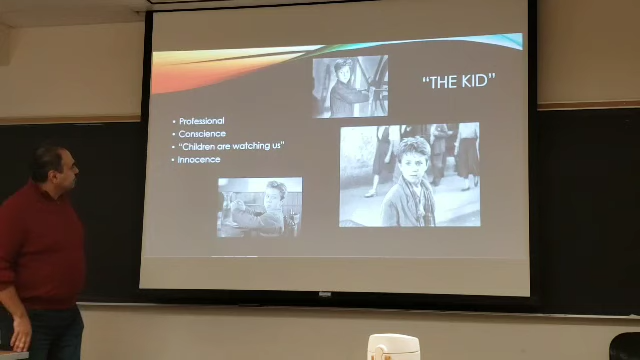 “THE KID”
• Professional
• Conscience
• “Children are watching us”
• Innocence